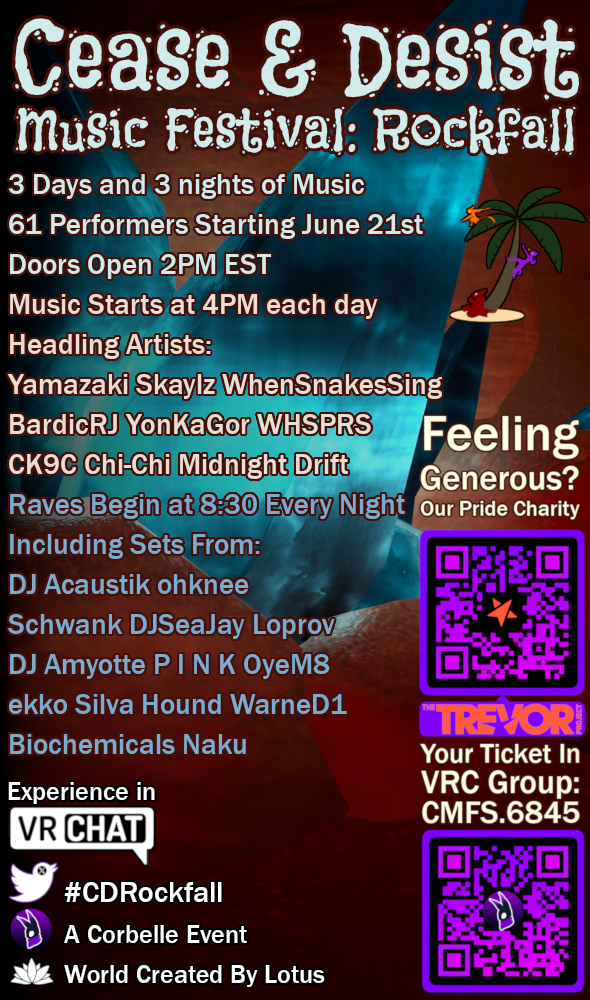 Cease & Desist
Music Festival: Rockfall
3 Days and 3 nights of Music
61 Performers Starting June 21st
Doors Open 2PM EST
Music Starts at 4PM each day
Headling Artists:
Yamazaki Skaylz WhenSnakesSing
BardicRJ YonKaGor WHSPRS
CK9C Chi-Chi Midnight Drift
Raves Begin at 8:30 Every Night
Including Sets From:
DJ Acaustik ohknee
Schwank DJSeaJay Loprov
DJ Amyotte P I N K OyeM8
ekko Silva Hound WarneD1
Biochemicals Naku
Experience in
VRCHAT
#CDRockfall
A Corbelle Event
World Created By Lotus
Feeling
Generous?
Our Pride Charity
THE TREVOR PROJECT
Your Ticket In
VRC Group:
CMFS.6845